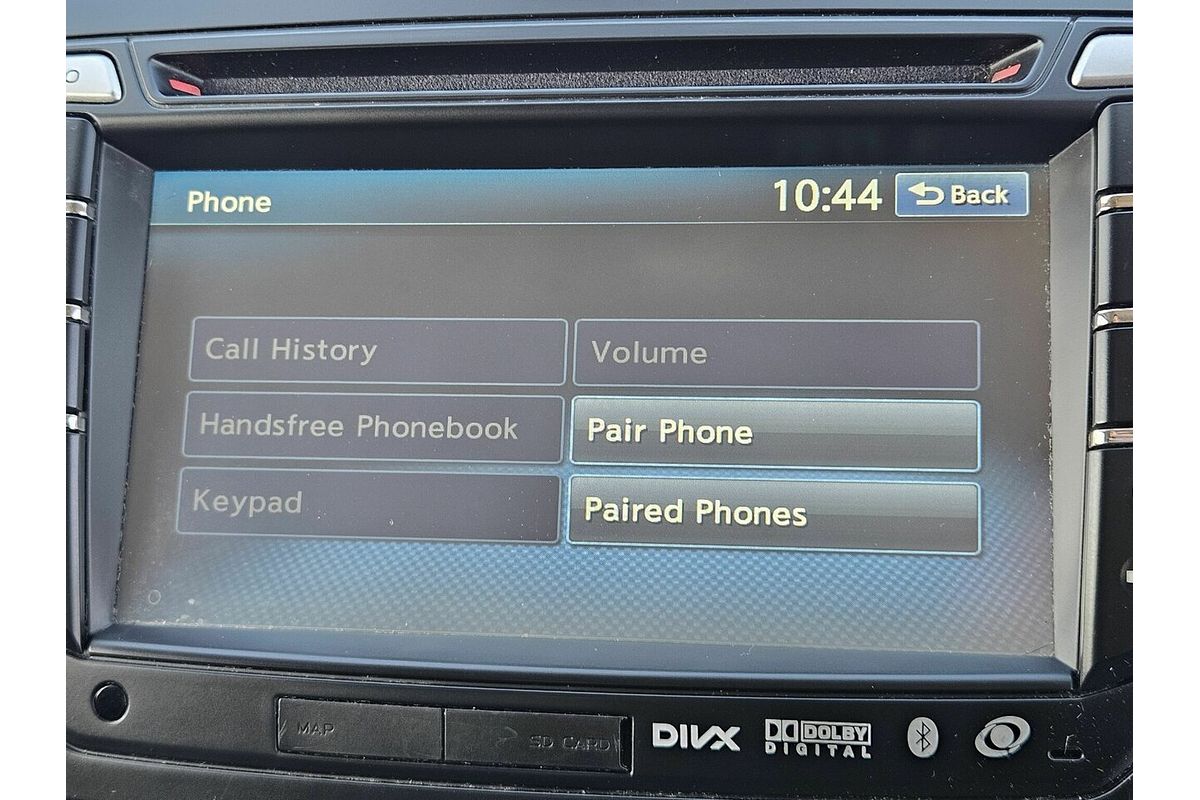 Phone 10:44 Back
Call History Volume
Handsfree Phonebook Pair Phone
Keypad Paired Phones
MAP SD CARD DIVX DOLBY
DIGITAL